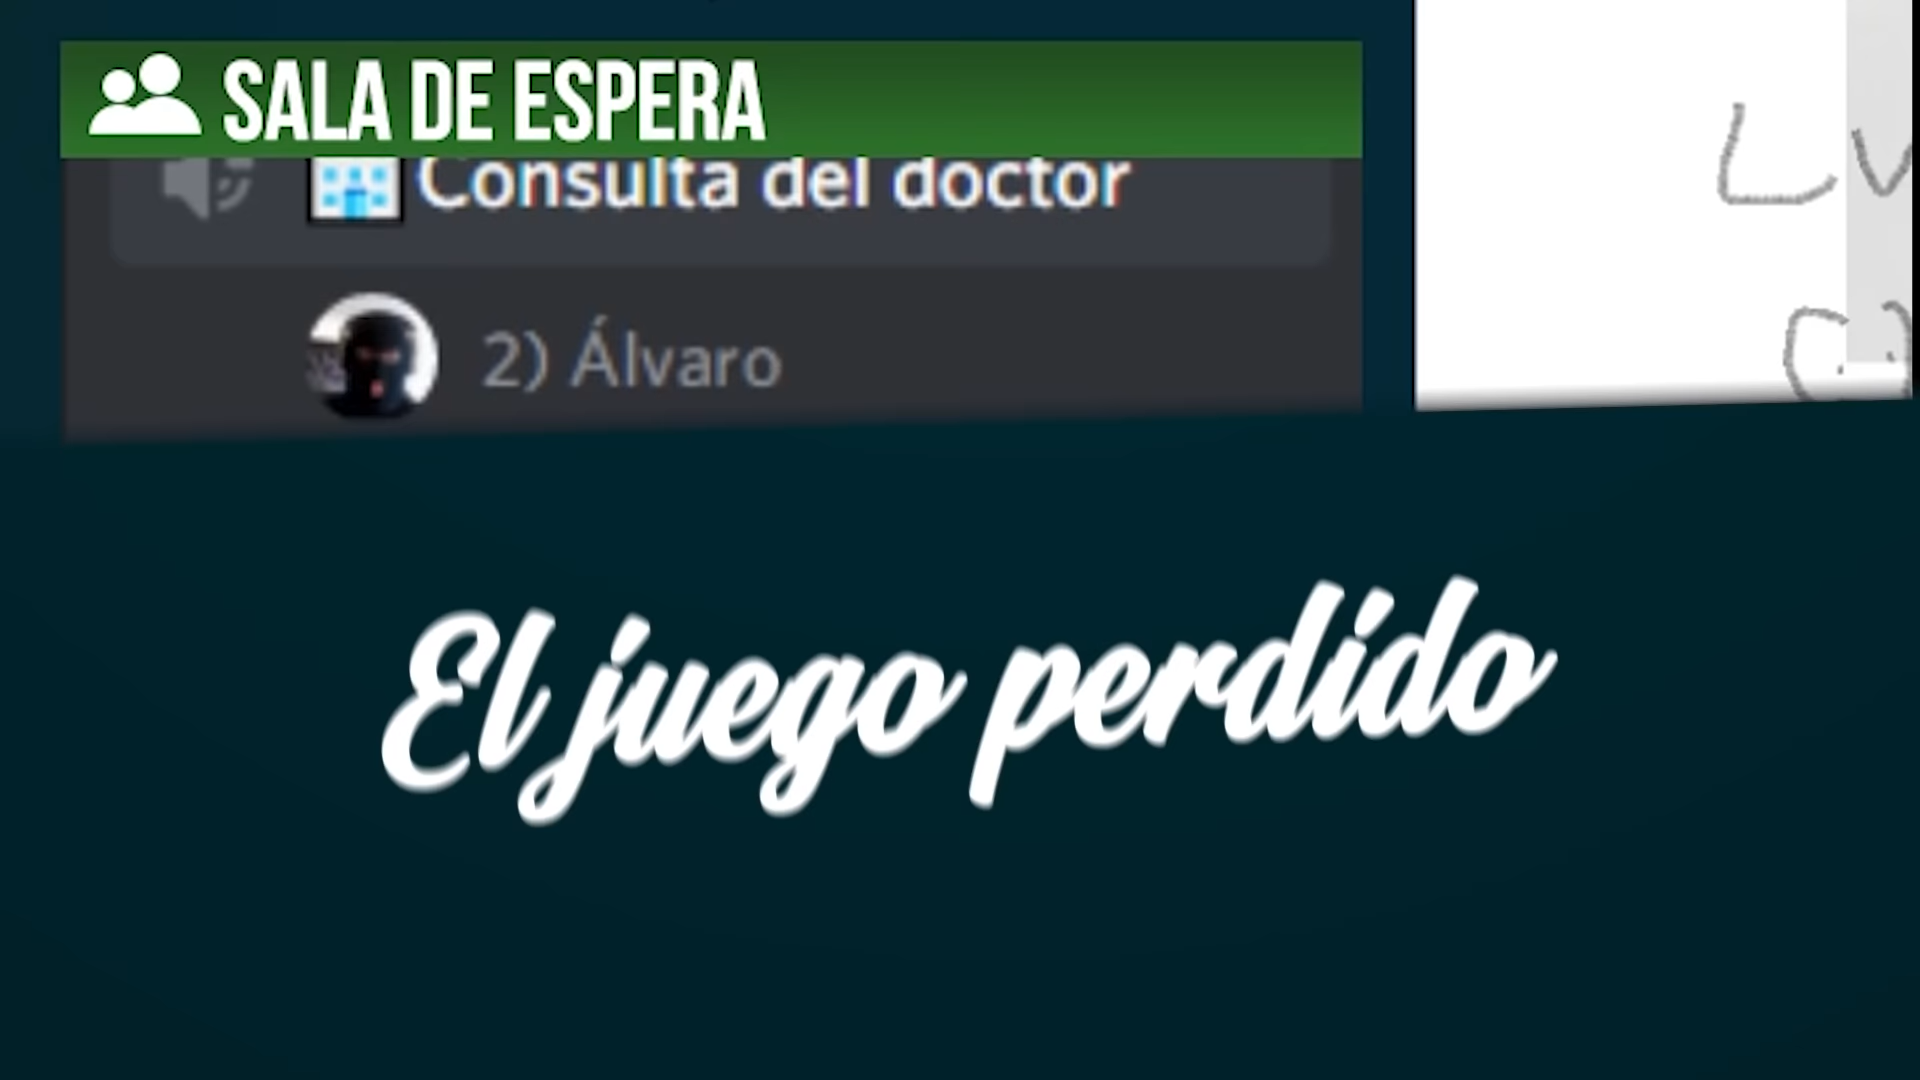 SALA DE ESPERA
Consulta del doctor
2) Álvaro
El juego perdido